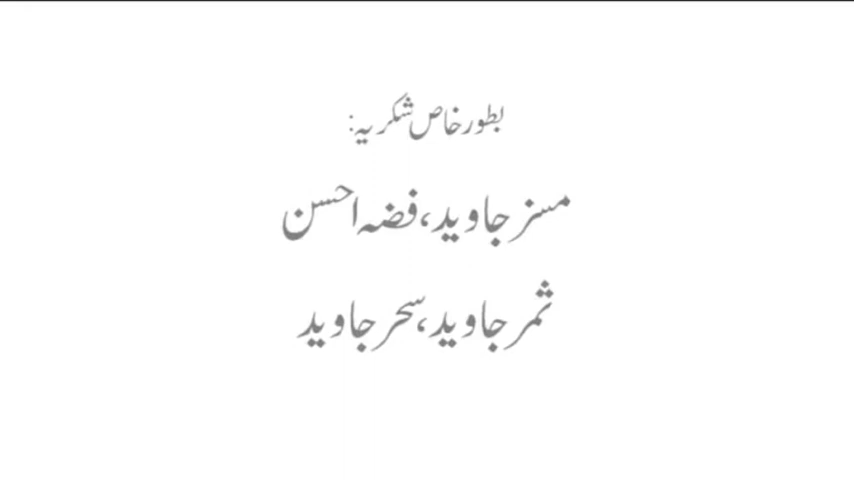 بطور خاص شکریہ:
مسز جاوید، فضہ احسن
ثمر جاوید، سحر جاوید